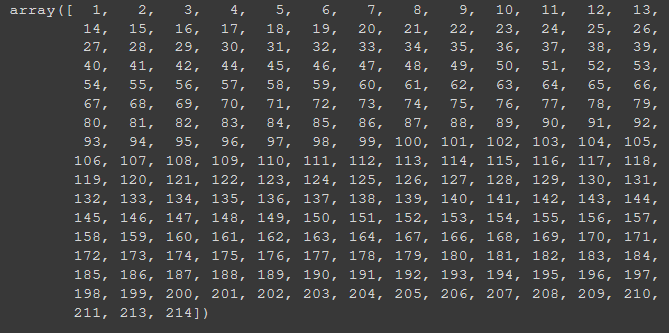 array([ 1, 2, 3, 4, 5, 6, 7, 8, 9, 10, 11, 12, 13,
14, 15, 16, 17, 18, 19, 20, 21, 22, 23, 24, 25, 26,
27, 28, 29, 30, 31, 32, 33, 34, 35, 36, 37, 38, 39,
40, 41, 42, 44, 45, 46, 47, 48, 49, 50, 51, 52, 53,
54, 55, 56, 57, 58, 59, 60, 61, 62, 63, 64, 65, 66,
67, 68, 69, 70, 71, 72, 73, 74, 75, 76, 77, 78, 79,
80, 81, 82, 83, 84, 85, 86, 87, 88, 89, 90, 91, 92,
93, 94, 95, 96, 97, 98, 99, 100, 101, 102, 103, 104, 105,
106, 107, 108, 109, 110, 111, 112, 113, 114, 115, 116, 117, 118,
119, 120, 121, 122, 123, 124, 125, 126, 127, 128, 129, 130, 131,
132, 133, 134, 135, 136, 137, 138, 139, 140, 141, 142, 143, 144,
145, 146, 147, 148, 149, 150, 151, 152, 153, 154, 155, 156, 157,
158, 159, 160, 161, 162, 163, 164, 167, 166, 168, 169, 170, 171,
172, 173, 174, 175, 176, 177, 178, 179, 180, 181, 182, 183, 184,
185, 186, 187, 188, 189, 190, 191, 192, 193, 194, 195, 196, 197,
198, 199, 200, 201, 202, 203, 204, 205, 206, 207, 208, 209, 210,
211, 213, 214])